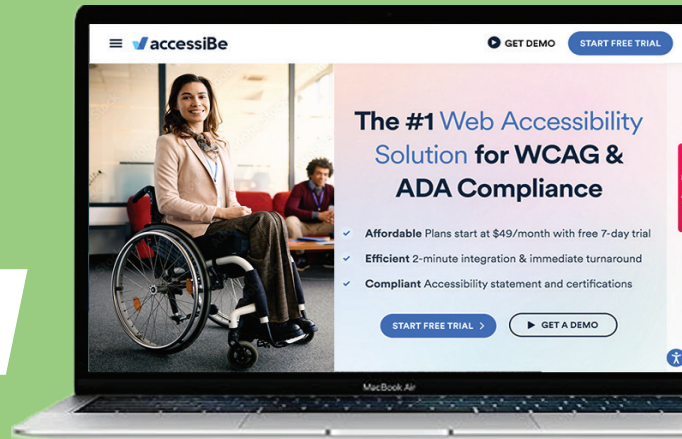 accessiBe
GET DEMO
START FREE TRIAL
The #1 Web Accessibility
Solution for WCAG &
ADA Compliance
Affordable Plans start at $49/month with free 7-day trial
Efficient 2-minute integration & immediate turnaround
Compliant Accessibility statement and certifications
START FREE TRIAL >
GET A DEMO
MacBook Air